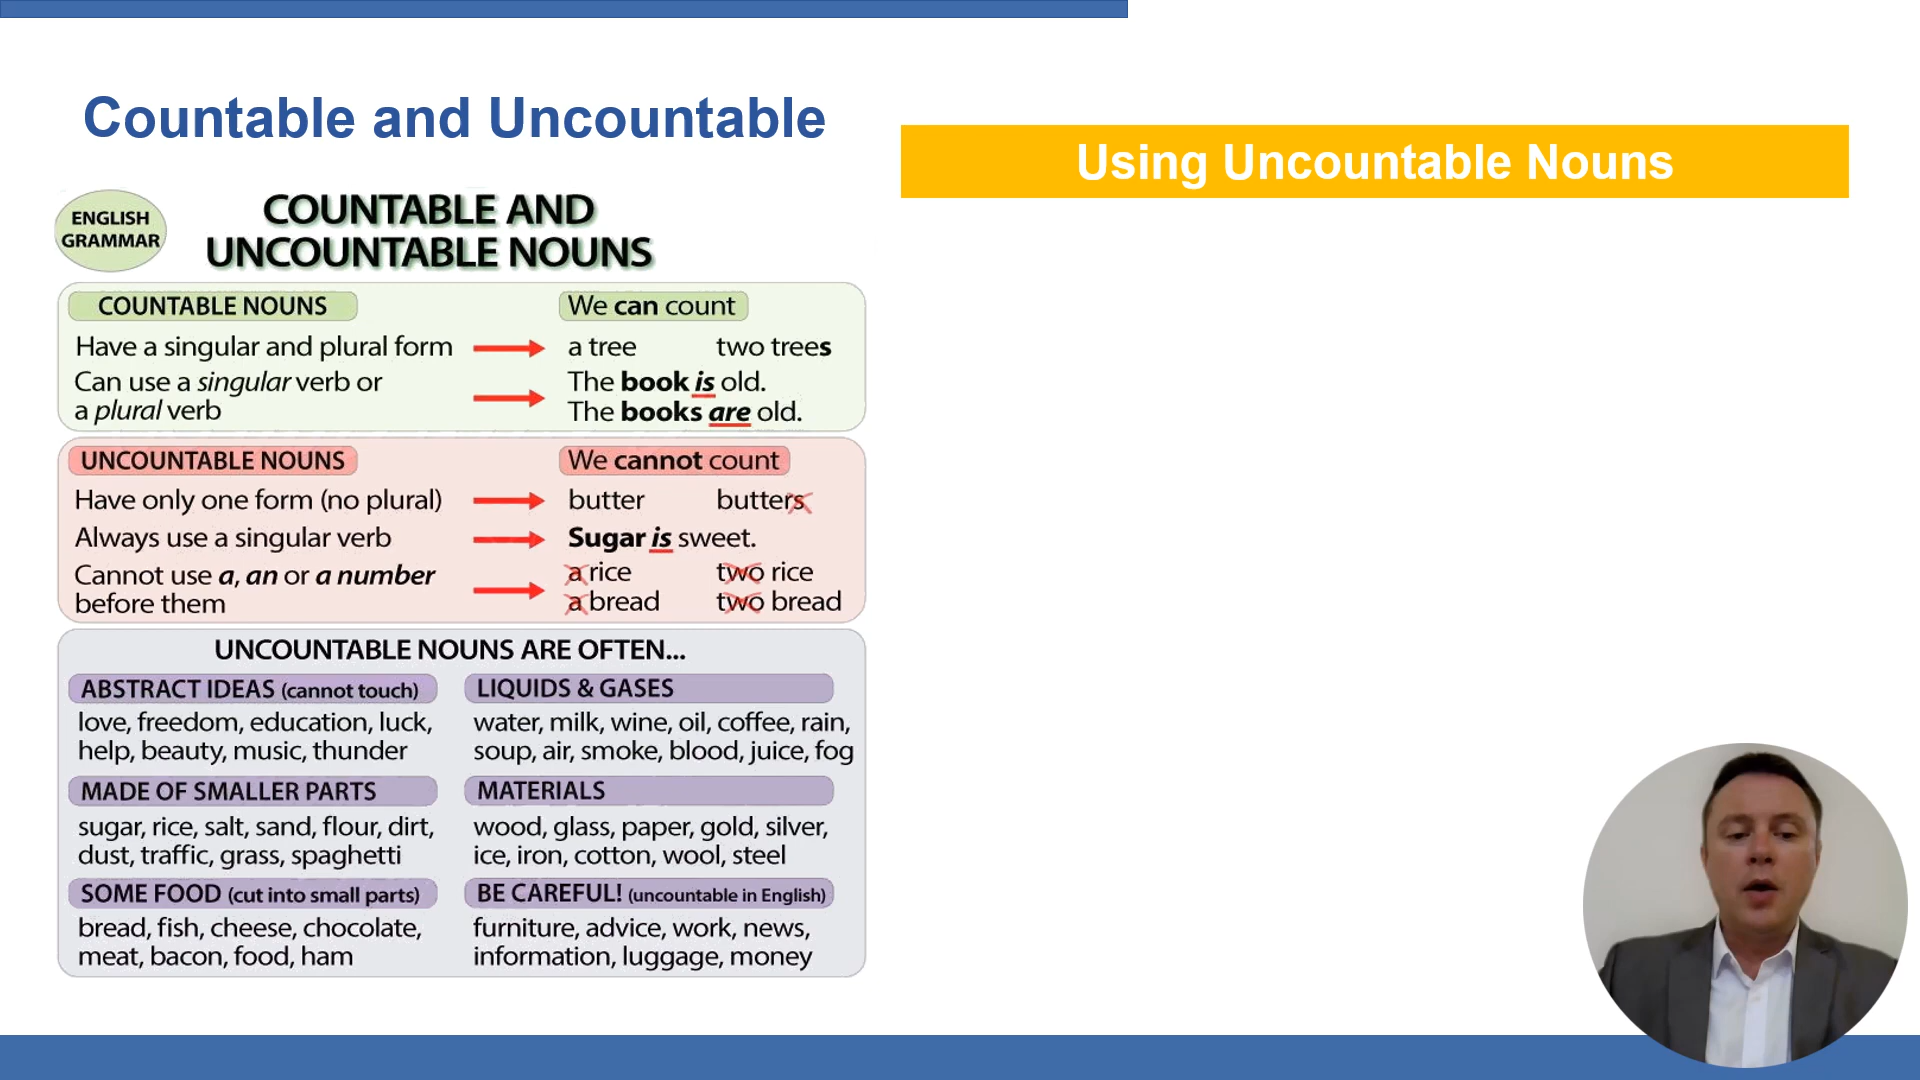 Countable and Uncountable
Using Uncountable Nouns
ENGLISH
GRAMMAR
COUNTABLE AND
UNCOUNTABLE NOUNS
COUNTABLE NOUNS
We can count
Have a singular and plural form
a tree two trees
Can use a singular verb or
a plural verb
The book is old.
The books are old.
UNCOUNTABLE NOUNS
We cannot count
Have only one form (no plural)
butter butters
Always use a singular verb
Sugar is sweet.
Cannot use a, an or a number
before them
a rice two rice
a bread two bread
UNCOUNTABLE NOUNS ARE OFTEN...
ABSTRACT IDEAS (cannot touch)
love, freedom, education, luck,
help, beauty, music, thunder
LIQUIDS & GASES
water, milk, wine, oil, coffee, rain,
soup, air, smoke, blood, juice, fog
MADE OF SMALLER PARTS
sugar, rice, salt, sand, flour, dirt,
dust, traffic, grass, spaghetti
MATERIALS
wood, glass, paper, gold, silver,
ice, iron, cotton, wool, steel
SOME FOOD (cut into small parts)
bread, fish, cheese, chocolate,
meat, bacon, food, ham
BE CAREFUL! (uncountable in English)
furniture, advice, work, news,
information, luggage, money